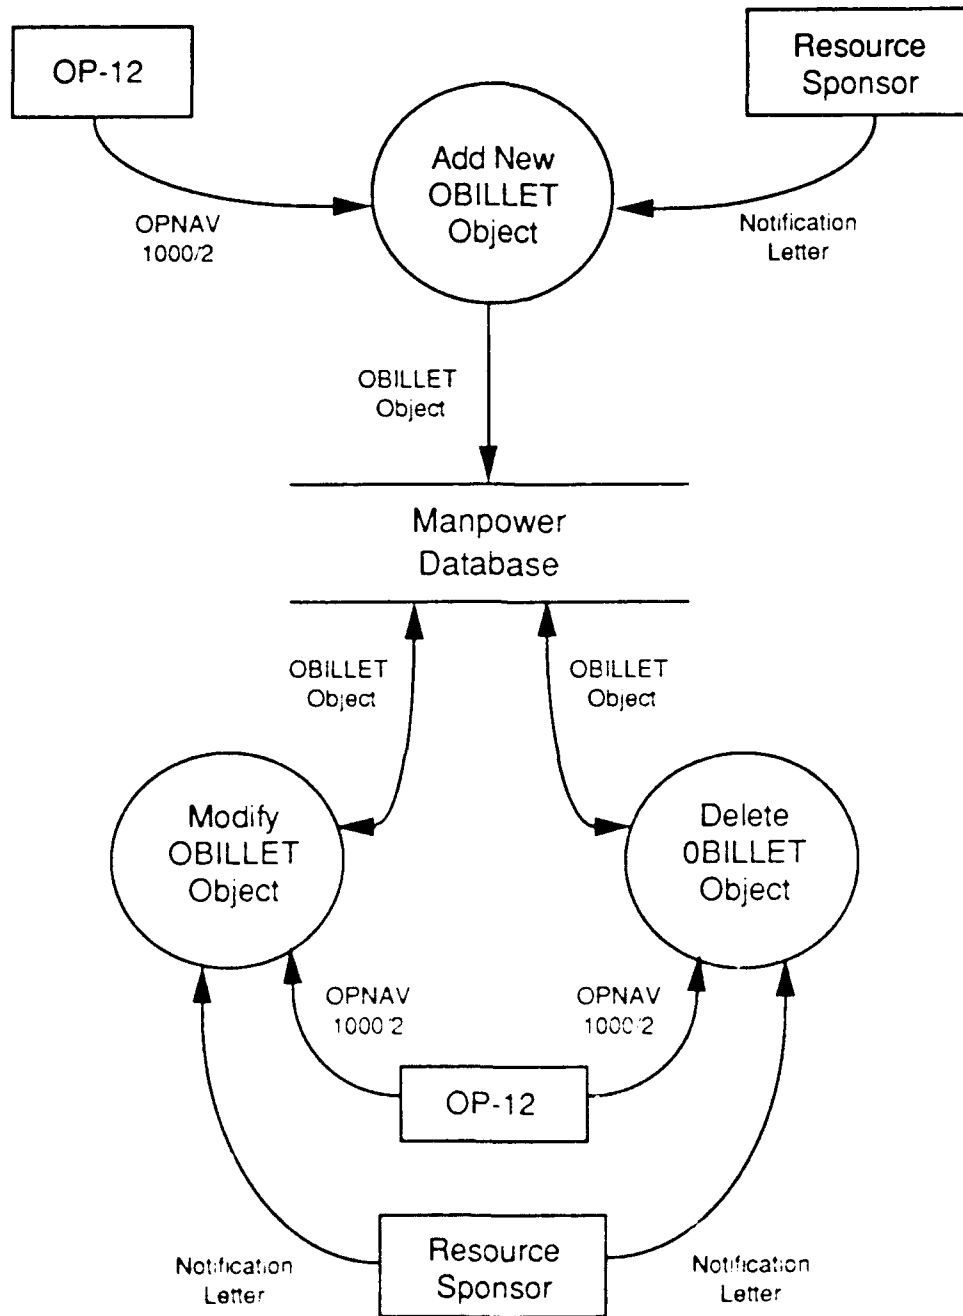 OP-12
Resource
Sponsor
Add New
OBILLET
Object
OPNAV
1000/2
Notification
Letter
OBILLET
Object
Manpower
Database
OBILLET
Object
OBILLET
Object
Modify
OBILLET
Object
Delete
0BILLET
Object
OPNAV
1000/2
OPNAV
1000/2
OP-12
Resource
Sponsor
Notification
Letter
Notification
Letter